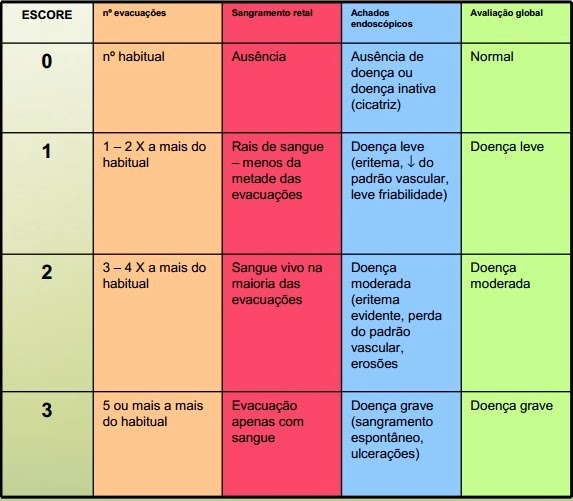 ESCORE
nº evacuações
Sangramento retal
Achados
endoscópicos
Avaliação global
0
nº habitual
Ausência
Ausência de
doença ou
doença inativa
(cicatriz)
Normal
1
1 – 2 X a mais do
habitual
Rais de sangue
– menos da
metade das
evacuações
Doença leve
(eritema, ↓ do
padrão vascular,
leve friabilidade)
Doença leve
2
3 – 4 X a mais do
habitual
Sangue vivo na
maioria das
evacuações
Doença
moderada
(eritema
evidente, perda
do padrão
vascular,
erosões
Doença
moderada
3
5 ou mais a mais
do habitual
Evacuação
apenas com
sangue
Doença grave
(sangramento
espontâneo,
ulcerações)
Doença grave